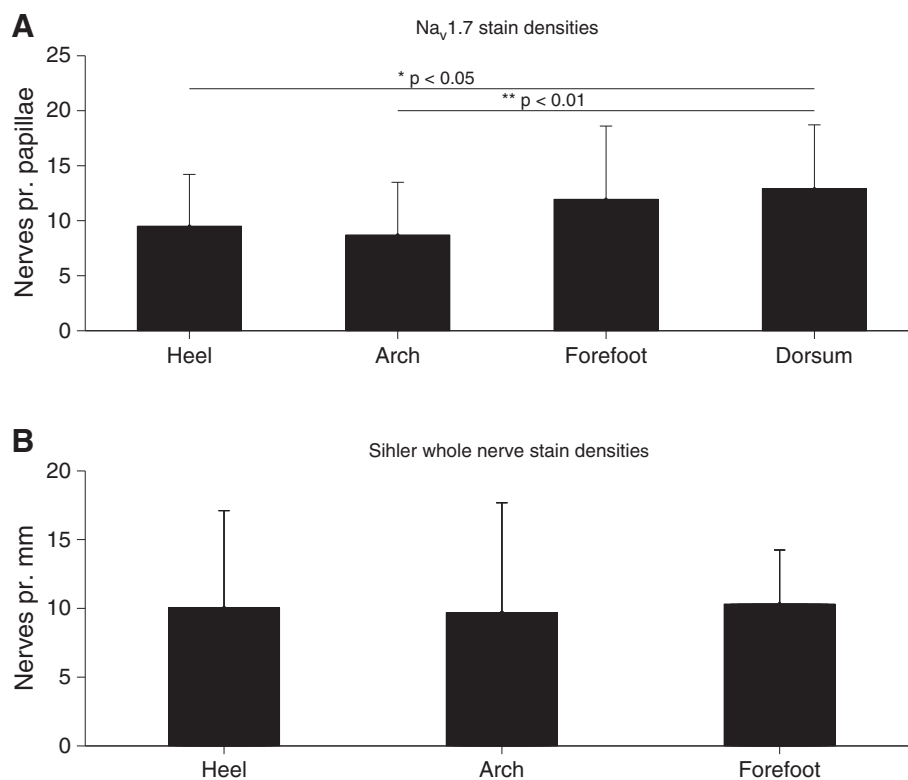 A
Naᵥ1.7 stain densities
Nerves pr. papillae
25
20
15
10
5
0
* p < 0.05
** p < 0.01
Heel Arch Forefoot Dorsum
B
Sihler whole nerve stain densities
Nerves pr. mm
20
15
10
5
0
Heel Arch Forefoot